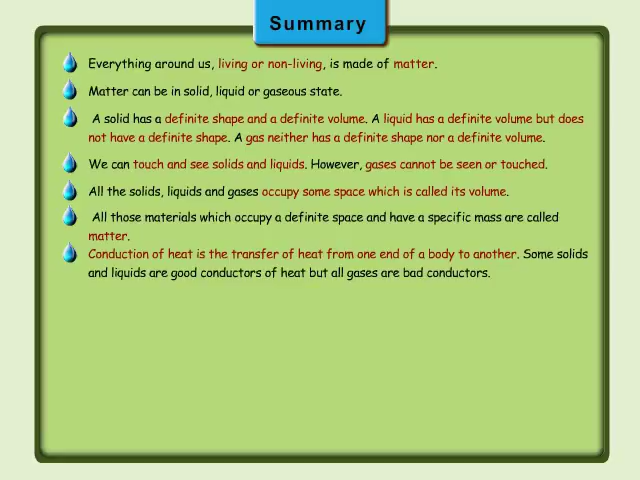 Summary
Everything around us, living or non-living, is made of matter.
Matter can be in solid, liquid or gaseous state.
A solid has a definite shape and a definite volume. A liquid has a definite volume but does
not have a definite shape. A gas neither has a definite shape nor a definite volume.
We can touch and see solids and liquids. However, gases cannot be seen or touched.
All the solids, liquids and gases occupy some space which is called its volume.
All those materials which occupy a definite space and have a specific mass are called
matter.
Conduction of heat is the transfer of heat from one end of a body to another. Some solids
and liquids are good conductors of heat but all gases are bad conductors.